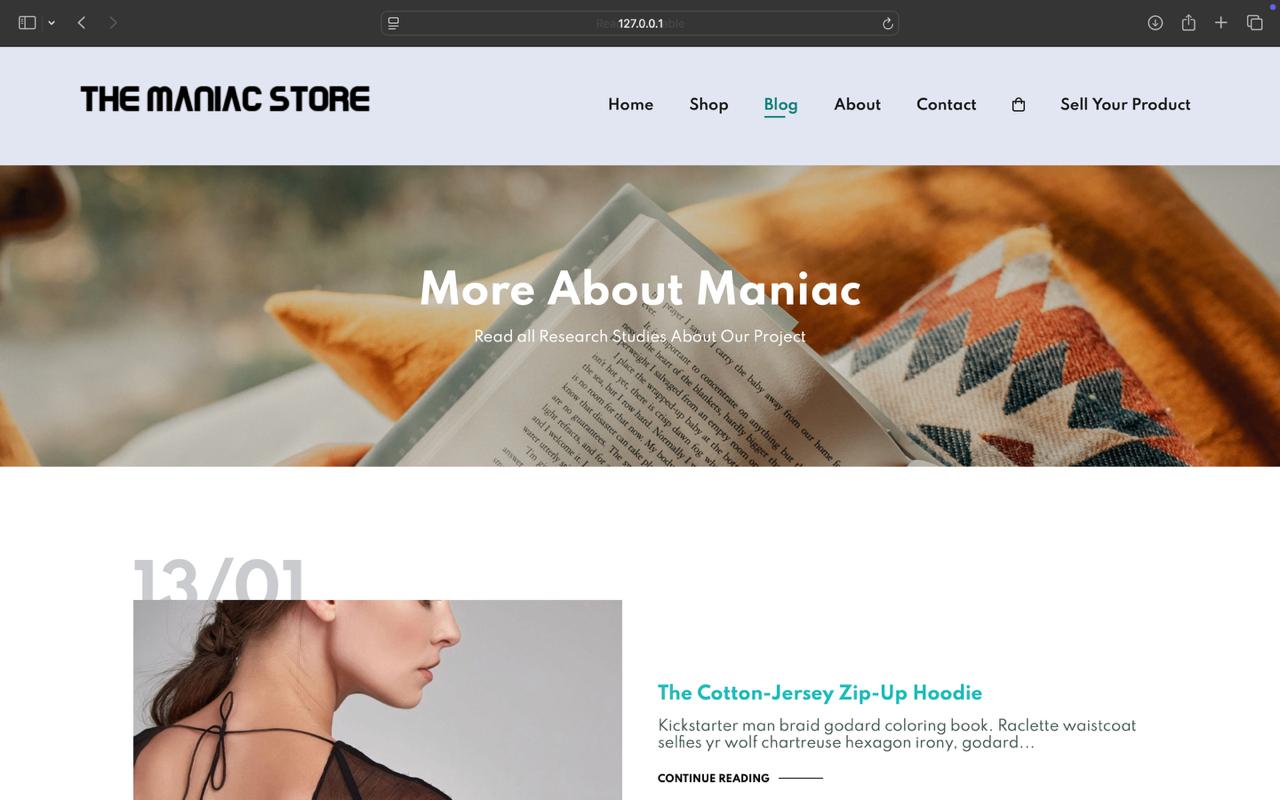 127.0.0.1
THE MANIAC STORE
Home Shop Blog About Contact Sell Your Product
More About Maniac
Read all Research Studies About Our Project
13/01
The Cotton-Jersey Zip-Up Hoodie
Kickstarter man braid godard coloring book. Raclette waistcoat
selfies yr wolf chartreuse hexagon irony, godard...
CONTINUE READING